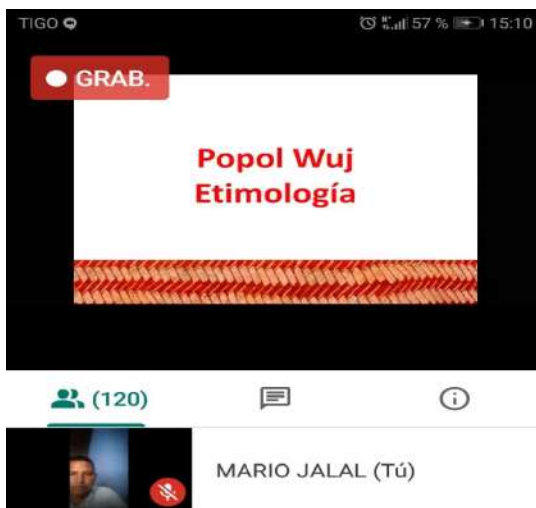 TIGO 57 % 15:10
GRAB.
Popol Wuj
Etimología
(120)
MARIO JALAL (Tú)